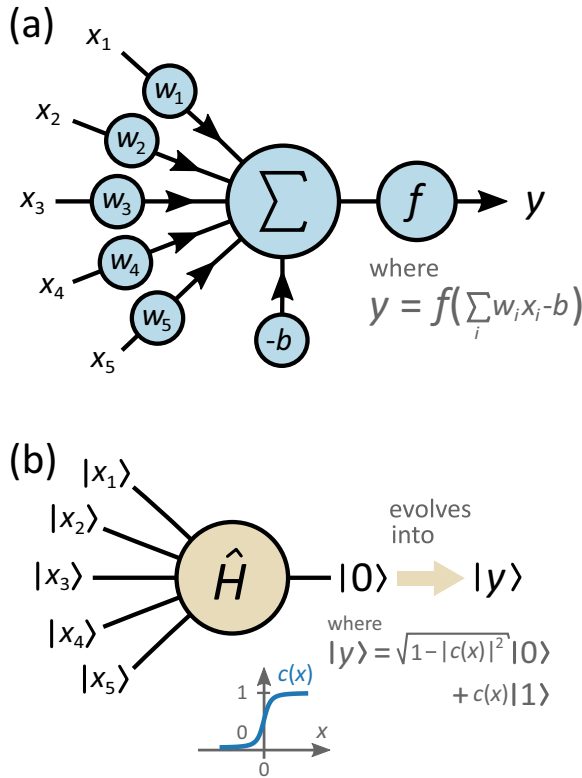 (a)
x₁
w₁
x₂
w₂
x₃
w₃
x₄
w₄
x₅
w₅
∑
f
y
-b
where
y = f(∑ᵢ wᵢxᵢ-b)
(b)
|x₁⟩
|x₂⟩
|x₃⟩
|x₄⟩
|x₅⟩
Ĥ
|0⟩
evolves
into
|y⟩
where
|y⟩ = √(1−|c(x)|²)|0⟩
+ c(x)|1⟩
c(x)
1
0
x
0